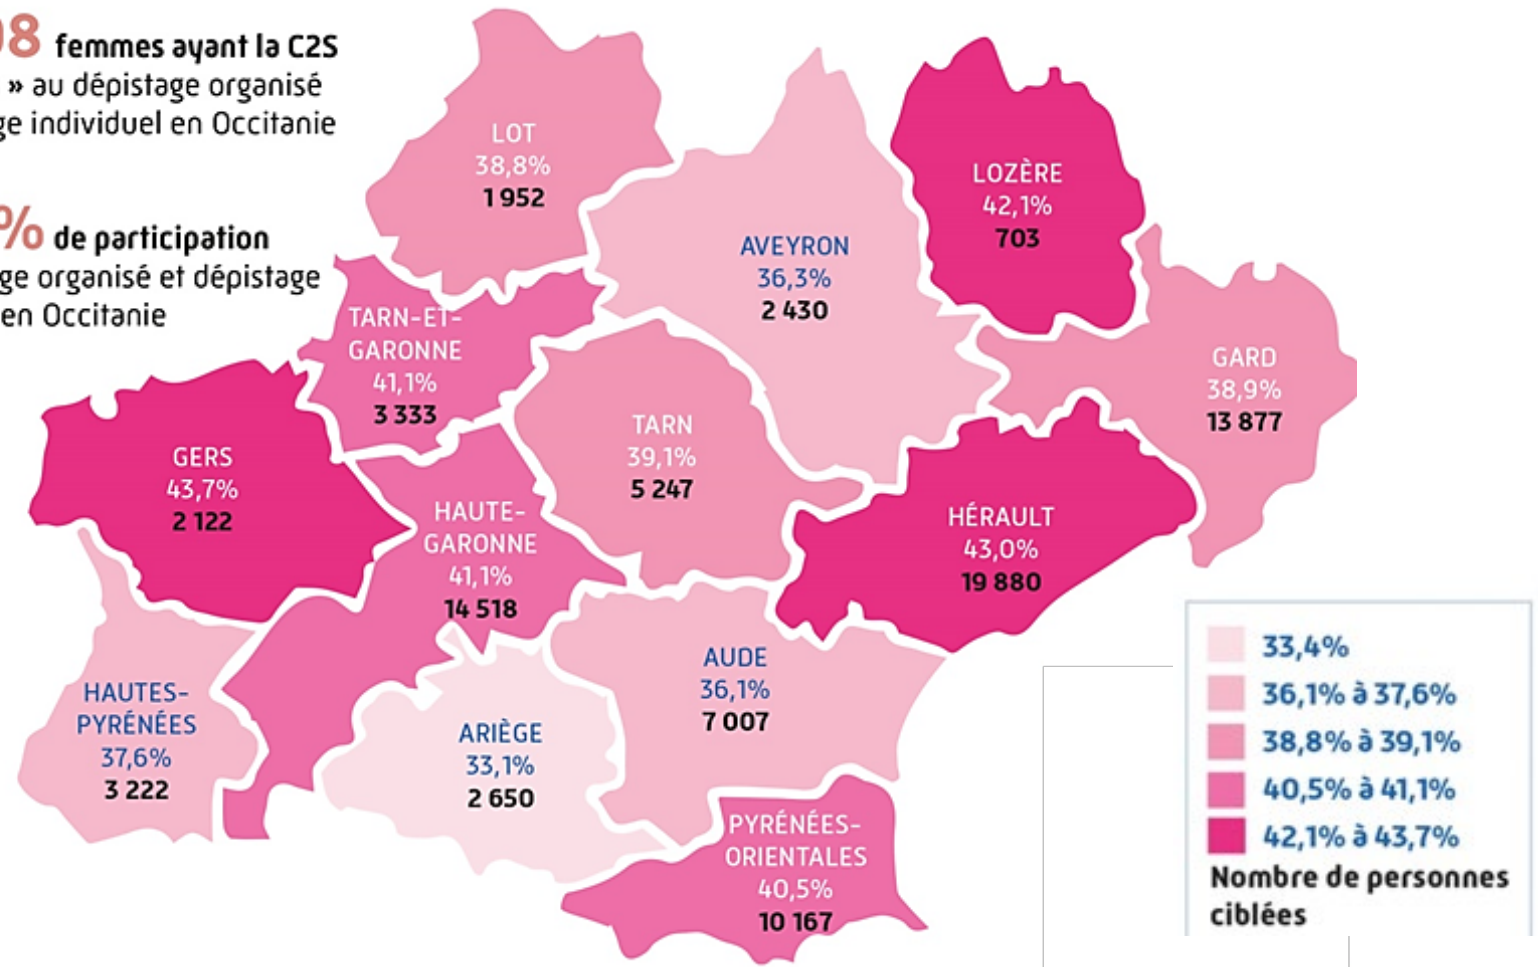 98 femmes ayant la C2S
» au dépistage organisé
ge individuel en Occitanie
% de participation
ge organisé et dépistage
en Occitanie
LOT
38,8%
1 952
LOZÈRE
42,1%
703
AVEYRON
36,3%
2 430
TARN-ET-
GARONNE
41,1%
3 333
GARD
38,9%
13 877
TARN
39,1%
5 247
GERS
43,7%
2 122
HAUTE-
GARONNE
41,1%
14 518
HÉRAULT
43,0%
19 880
HAUTES-
PYRÉNÉES
37,6%
3 222
AUDE
36,1%
7 007
ARIÈGE
33,1%
2 650
PYRÉNÉES-
ORIENTALES
40,5%
10 167
33,4%
36,1% à 37,6%
38,8% à 39,1%
40,5% à 41,1%
42,1% à 43,7%
Nombre de personnes
ciblées